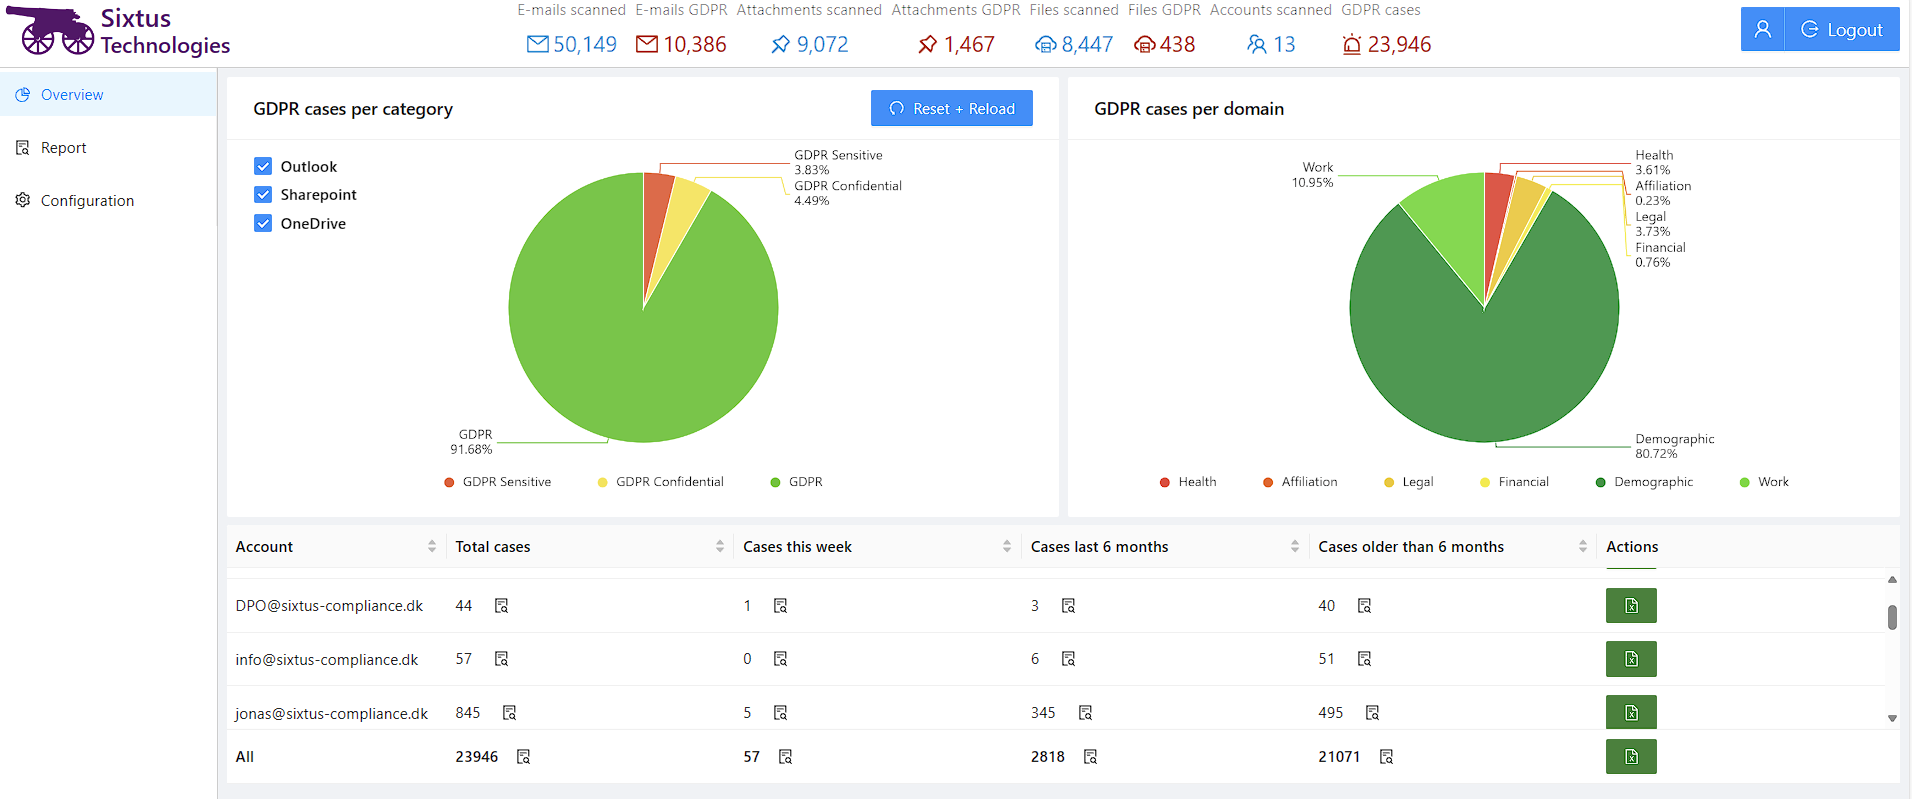 Sixtus
Technologies
E-mails scanned E-mails GDPR Attachments scanned Attachments GDPR Files scanned Files GDPR Accounts scanned GDPR cases
50,149 10,386 9,072 1,467 8,447 438 13 23,946
Logout
Overview
Report
Configuration
GDPR cases per category
Reset + Reload
Outlook
Sharepoint
OneDrive
GDPR Sensitive
3.83%
GDPR Confidential
4.49%
GDPR
91.68%
GDPR Sensitive GDPR Confidential GDPR
GDPR cases per domain
Work
10.95%
Health
3.61%
Affiliation
0.23%
Legal
3.73%
Financial
0.76%
Demographic
80.72%
Health Affiliation Legal Financial Demographic Work
Account Total cases Cases this week Cases last 6 months Cases older than 6 months Actions
DPO@sixtus-compliance.dk 44 1 3 40
info@sixtus-compliance.dk 57 0 6 51
jonas@sixtus-compliance.dk 845 5 345 495
All 23946 57 2818 21071